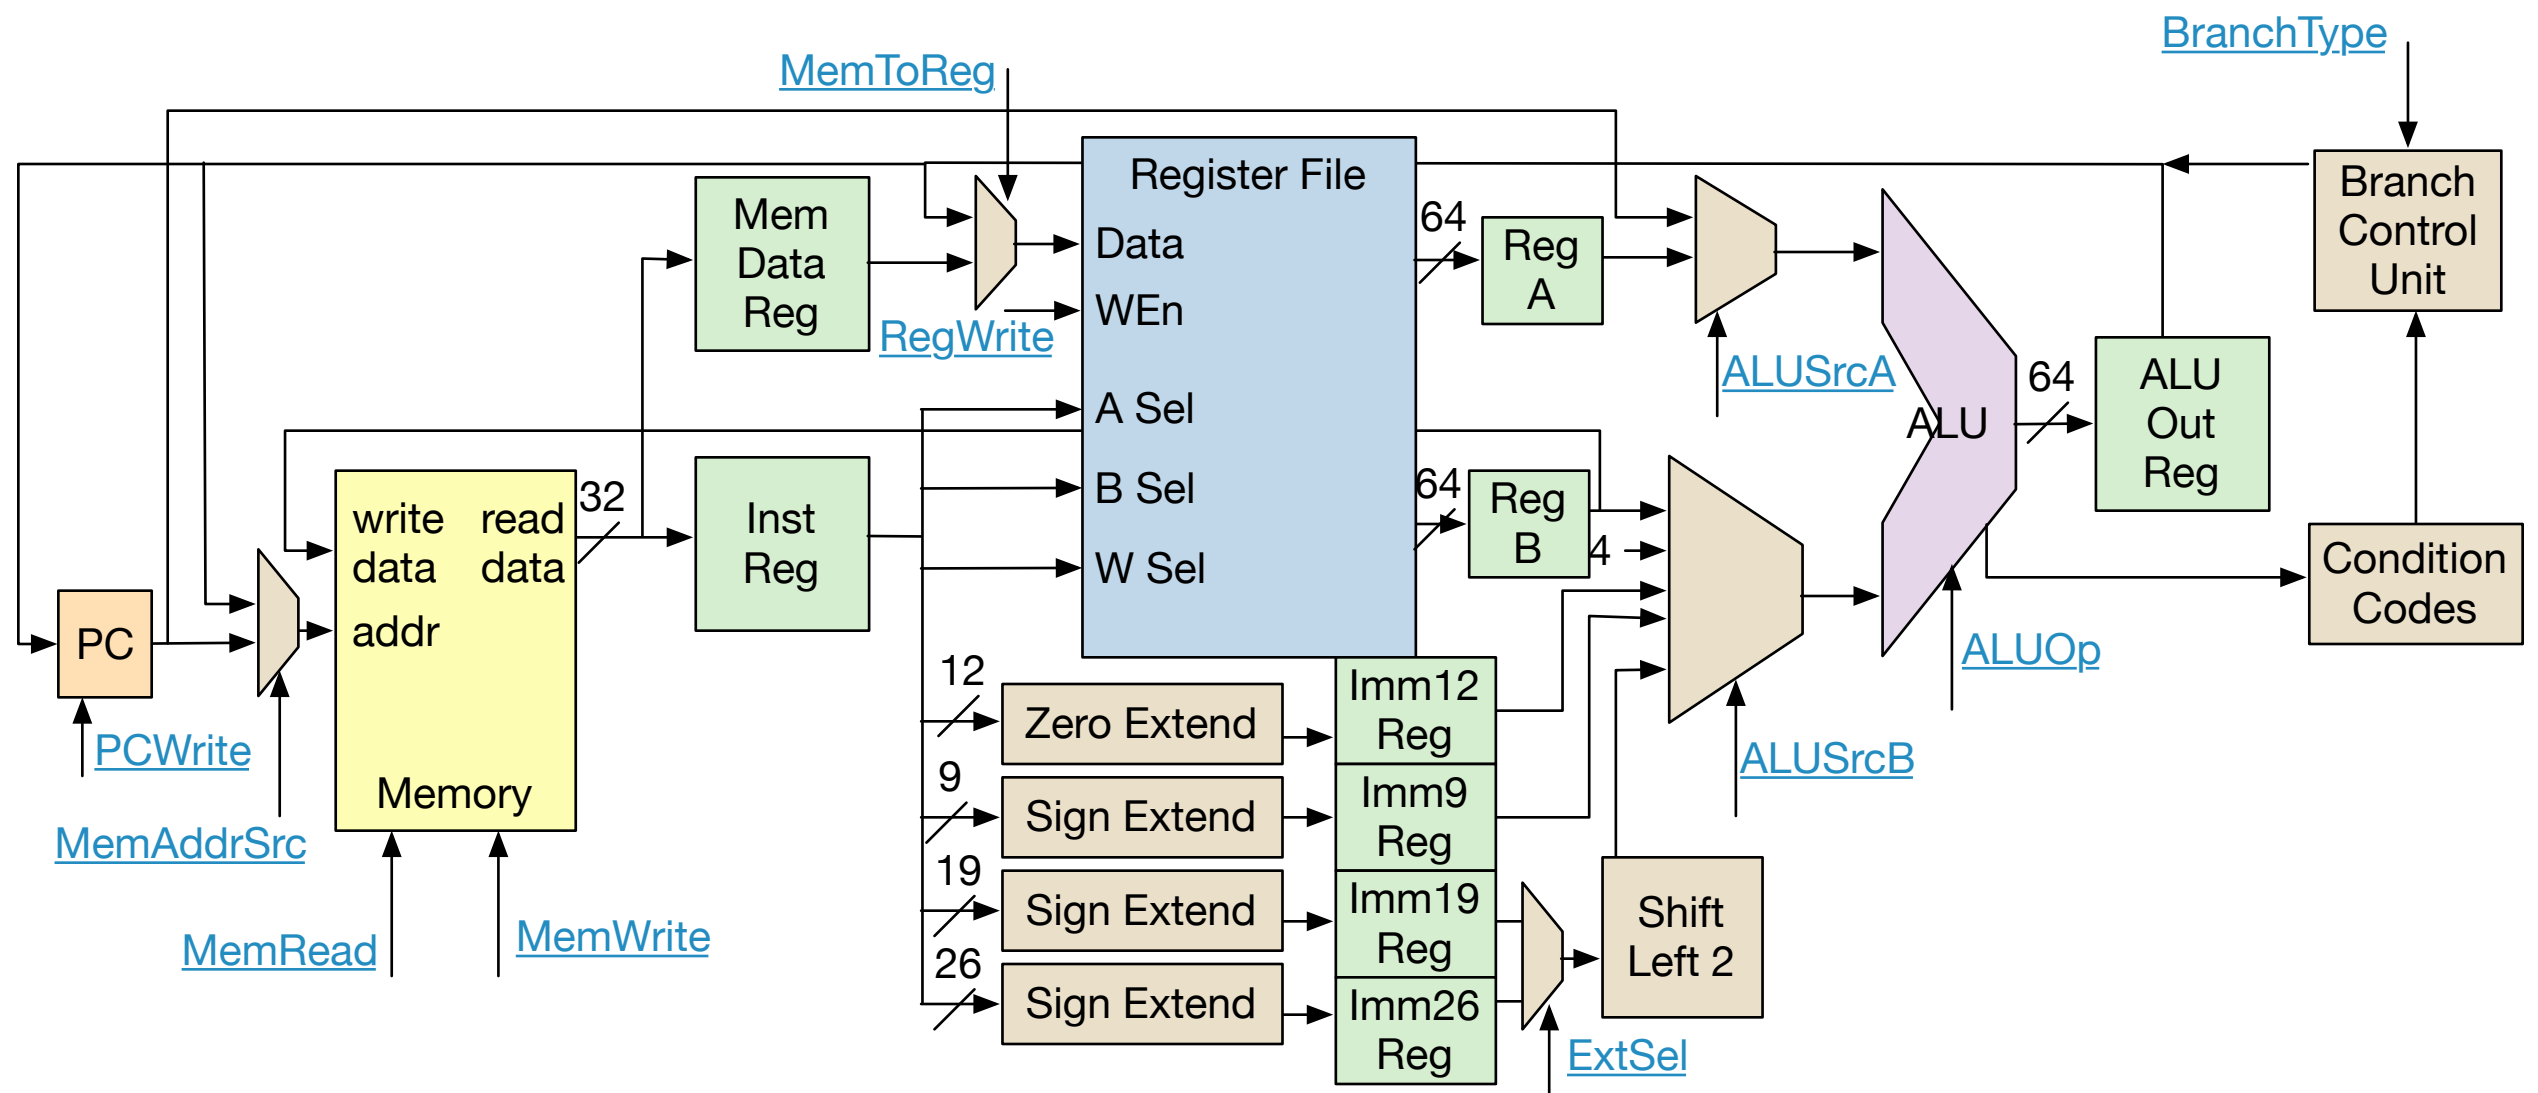 BranchType
MemToReg
Register File
Data
WEn
A Sel
B Sel
W Sel
Mem
Data
Reg
RegWrite
64
Reg
A
ALUSrcA
Branch
Control
Unit
ALU
64
ALU
Out
Reg
write
data
read
data
addr
Memory
32
Inst
Reg
64
Reg
B
4
Condition
Codes
ALUOp
PC
PCWrite
MemAddrSrc
MemRead
MemWrite
12
Zero Extend
Imm12
Reg
ALUSrcB
9
Sign Extend
Imm9
Reg
19
Sign Extend
Imm19
Reg
26
Sign Extend
Imm26
Reg
Shift
Left 2
ExtSel